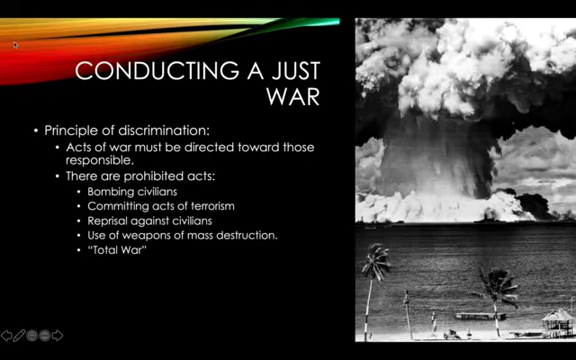 CONDUCTING A JUST
WAR
• Principle of discrimination:
• Acts of war must be directed toward those
responsible.
• There are prohibited acts:
• Bombing civilians
• Committing acts of terrorism
• Reprisal against civilians
• Use of weapons of mass destruction.
• “Total War”